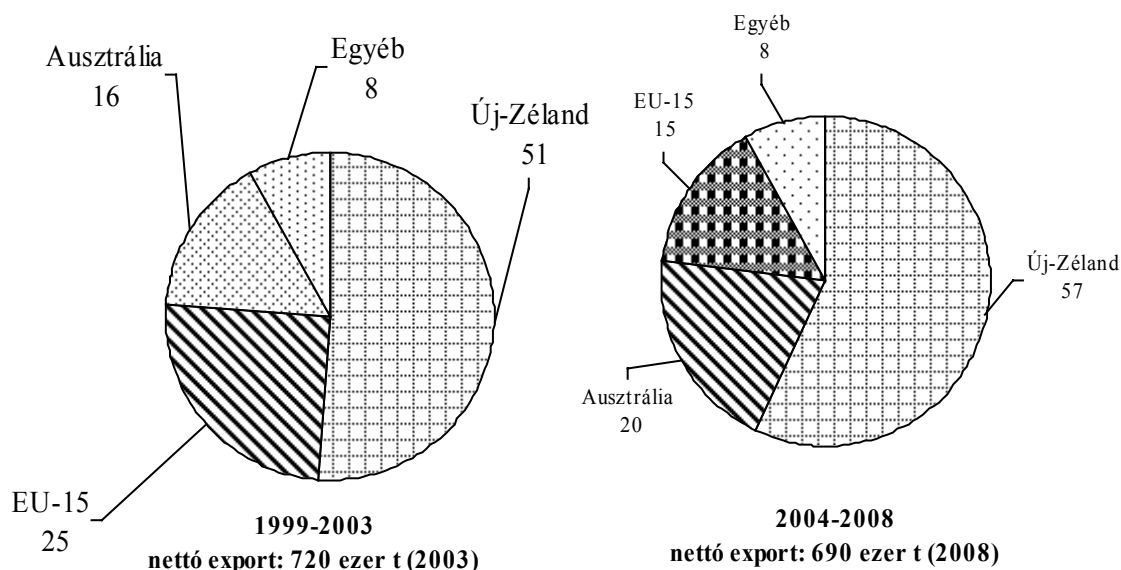 Ausztrália
16
Egyéb
8
Új-Zéland
51
EU-15
25
1999-2003
nettó export: 720 ezer t (2003)
Egyéb
8
EU-15
15
Új-Zéland
57
Ausztrália
20
2004-2008
nettó export: 690 ezer t (2008)